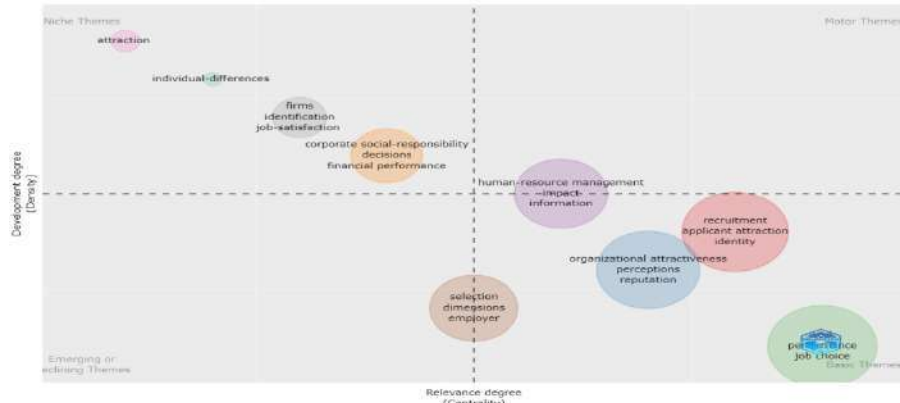 Niche Themes
Motor Themes
attraction
individual-differences
firms
identification
job-satisfaction
corporate social-responsibility
decisions
financial performance
human-resource management
impact
information
recruitment
applicant attraction
identity
organizational attractiveness
perceptions
reputation
selection
dimensions
employer
job choice
Emerging or
Themes
Basic Themes
Development degree
(Density)
Relevance degree
(Centrality)